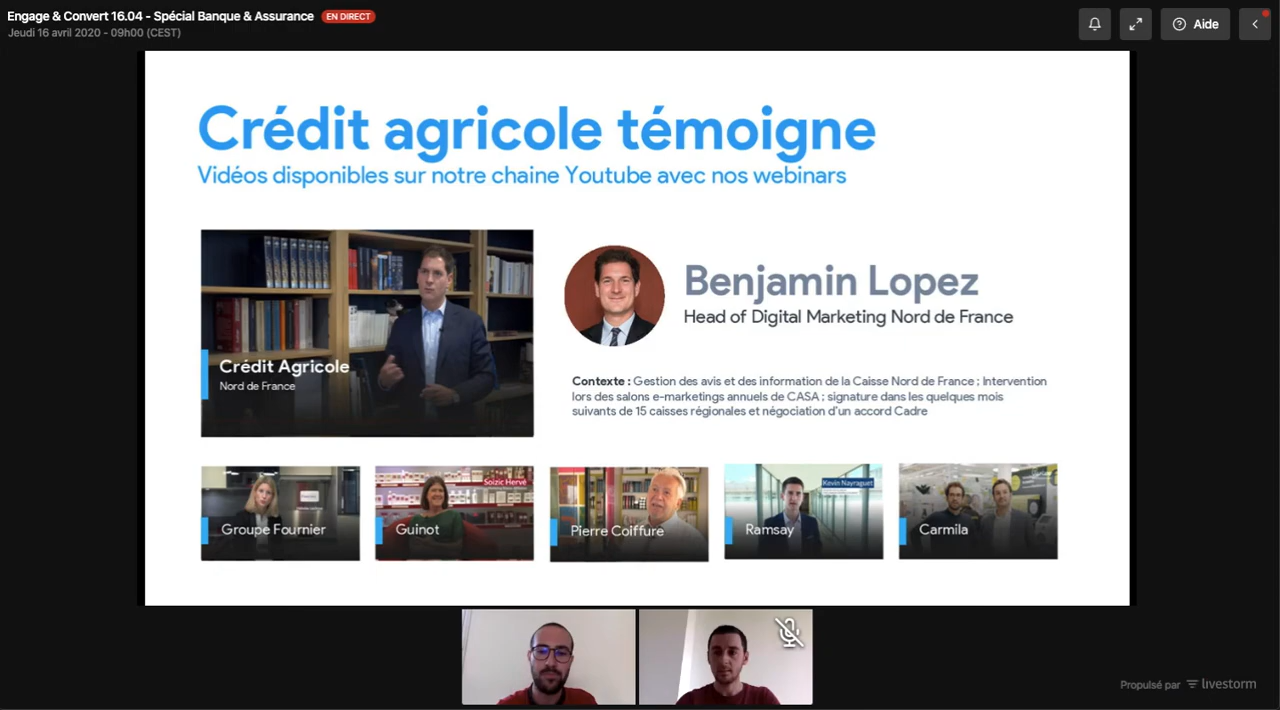 Engage & Convert 16.04 - Spécial Banque & Assurance EN DIRECT
Jeudi 16 avril 2020 - 09h00 (CEST)
Aide
Crédit agricole témoigne
Vidéos disponibles sur notre chaine Youtube avec nos webinars
Crédit Agricole
Nord de France
Benjamin Lopez
Head of Digital Marketing Nord de France
Contexte : Gestion des avis et des information de la Caisse Nord de France ; Intervention
lors des salons e-marketings annuels de CASA ; signature dans les quelques mois
suivants de 15 caisses régionales et négociation d'un accord Cadre
Groupe Fournier
Soizic Hervé
Guinot
Pierre Coiffure
Kevin Nayraguet
Ramsay
Carmila
Propulsé par livestorm